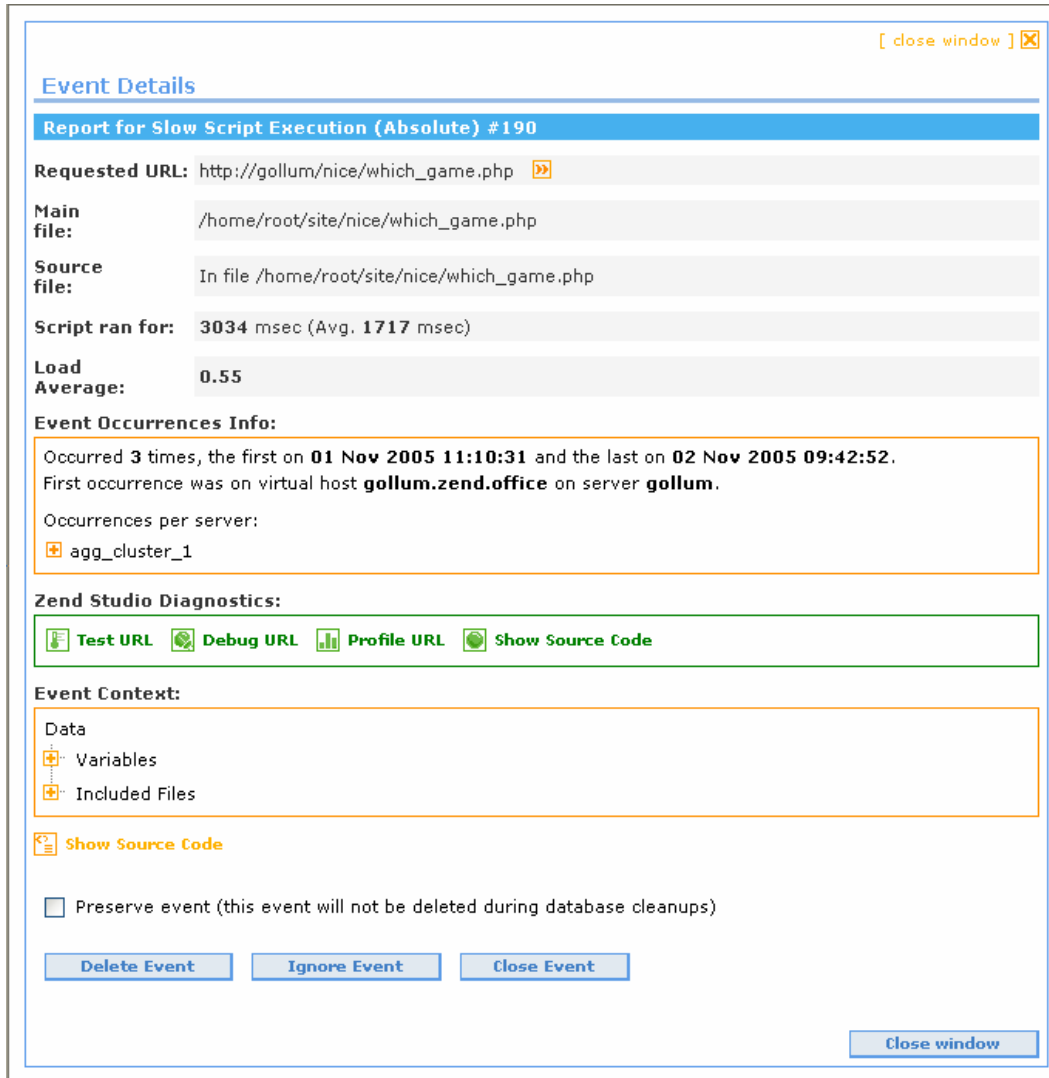 [ close window ]
Event Details
Report for Slow Script Execution (Absolute) #190
Requested URL: http://gollum/nice/which_game.php
Main file: /home/root/site/nice/which_game.php
Source file: In file /home/root/site/nice/which_game.php
Script ran for: 3034 msec (Avg. 1717 msec)
Load Average: 0.55
Event Occurrences Info:
Occurred 3 times, the first on 01 Nov 2005 11:10:31 and the last on 02 Nov 2005 09:42:52.
First occurrence was on virtual host gollum.zend.office on server gollum.
Occurrences per server:
agg_cluster_1
Zend Studio Diagnostics:
Test URL Debug URL Profile URL Show Source Code
Event Context:
Data
Variables
Included Files
Show Source Code
Preserve event (this event will not be deleted during database cleanups)
Delete Event Ignore Event Close Event
Close window